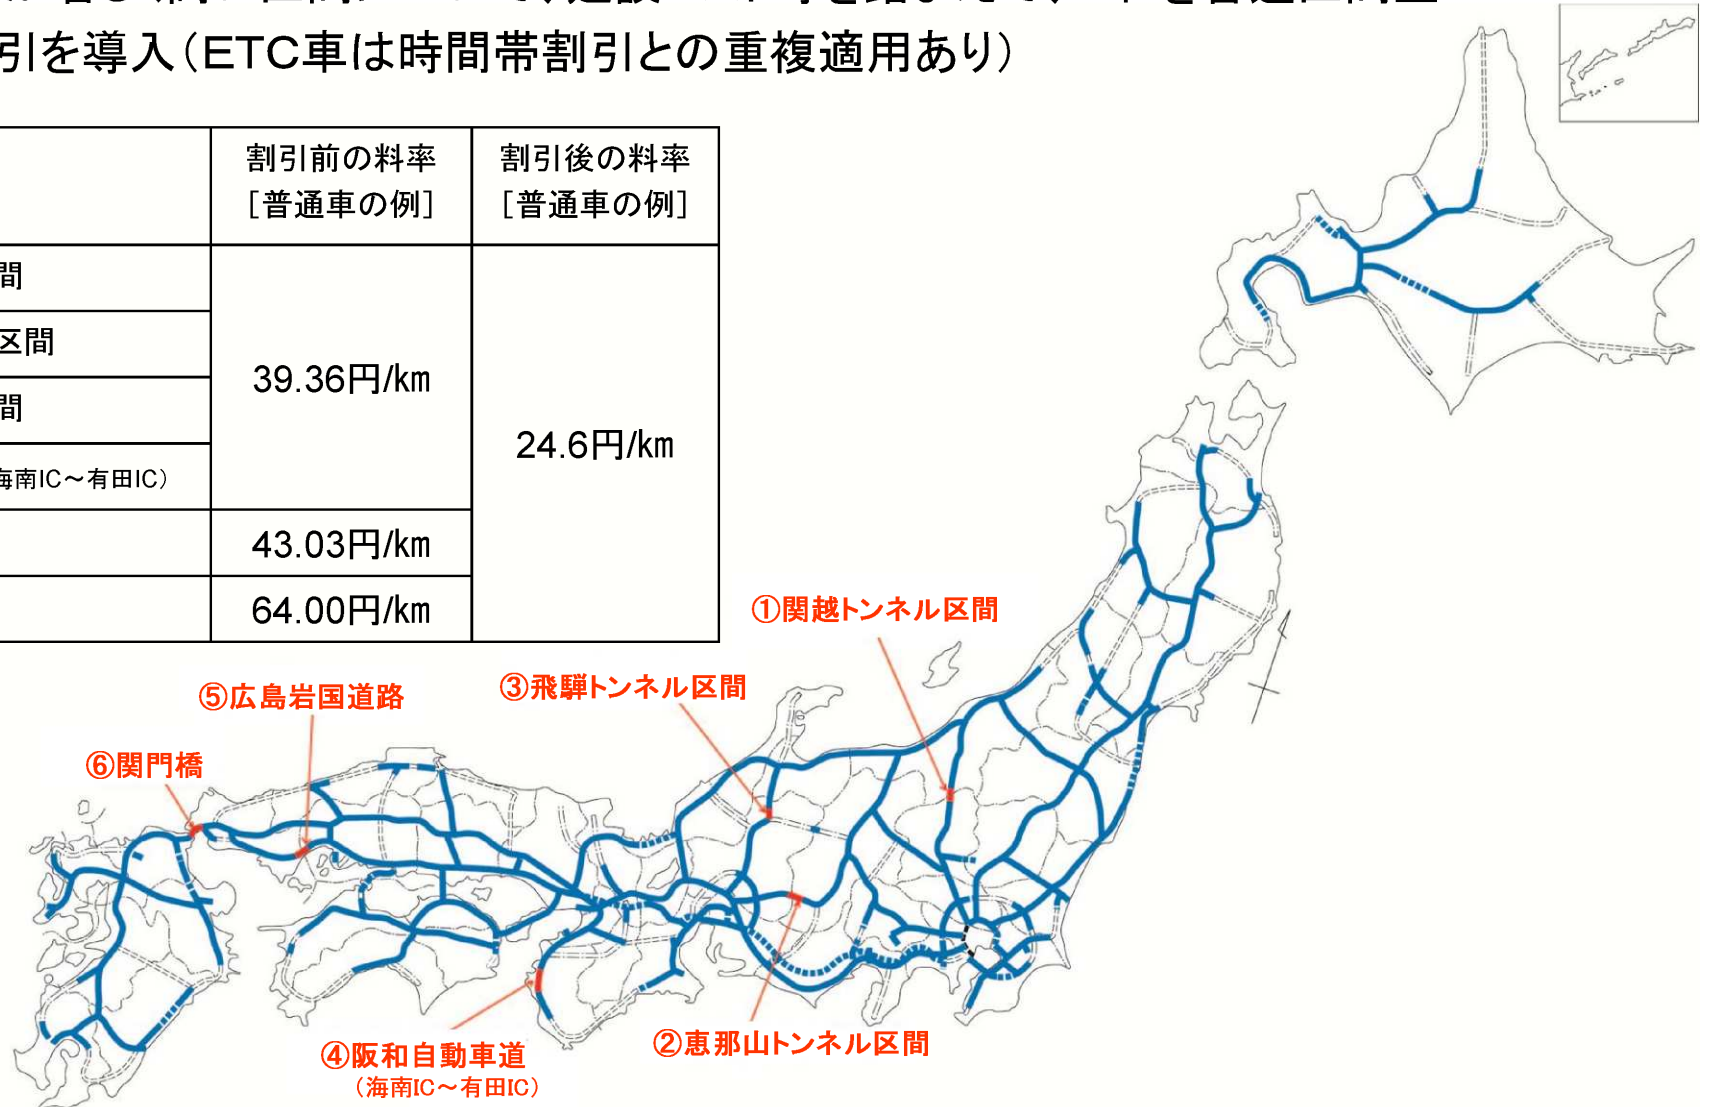 引を導入（ＥＴＣ車は時間帯割引との重複適用あり）
割引前の料率
［普通車の例］
割引後の料率
［普通車の例］
間
区間
間
海南IC～有田IC）
39.36円/㎞
43.03円/㎞
64.00円/㎞
24.6円/㎞
①関越トンネル区間
③飛騨トンネル区間
⑤広島岩国道路
⑥関門橋
②恵那山トンネル区間
④阪和自動車道
（海南IC～有田IC）